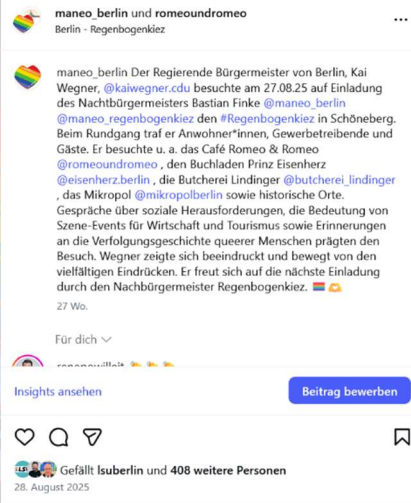 maneo_berlin und romeoundromeo
Berlin - Regenbogenkiez
maneo_berlin Der Regierende Bürgermeister von Berlin, Kai
Wegner, @kaiwegner.cdu besuchte am 27.08.25 auf Einladung
des Nachtbürgermeisters Bastian Finke @maneo_berlin
@maneo_regenbogenkiez den #Regenbogenkiez in Schöneberg.
Beim Rundgang traf er Anwohner*innen, Gewerbetreibende und
Gäste. Er besuchte u. a. das Café Romeo & Romeo
@romeoundromeo , den Buchladen Prinz Eisenherz
@eisenherz.berlin , die Butcherei Lindinger @butcherei_lindinger
, das Mikropol @mikropolberlin sowie historische Orte.
Gespräche über soziale Herausforderungen, die Bedeutung von
Szene-Events für Wirtschaft und Tourismus sowie Erinnerungen
an die Verfolgungsgeschichte queerer Menschen prägten den
Besuch. Wegner zeigte sich beeindruckt und bewegt von den
vielfältigen Eindrücken. Er freut sich auf die nächste Einladung
durch den Nachbürgermeister Regenbogenkiez.
27 Wo.
Für dich
Insights ansehen
Beitrag bewerben
Gefällt lsuberlin und 408 weitere Personen
28. August 2025